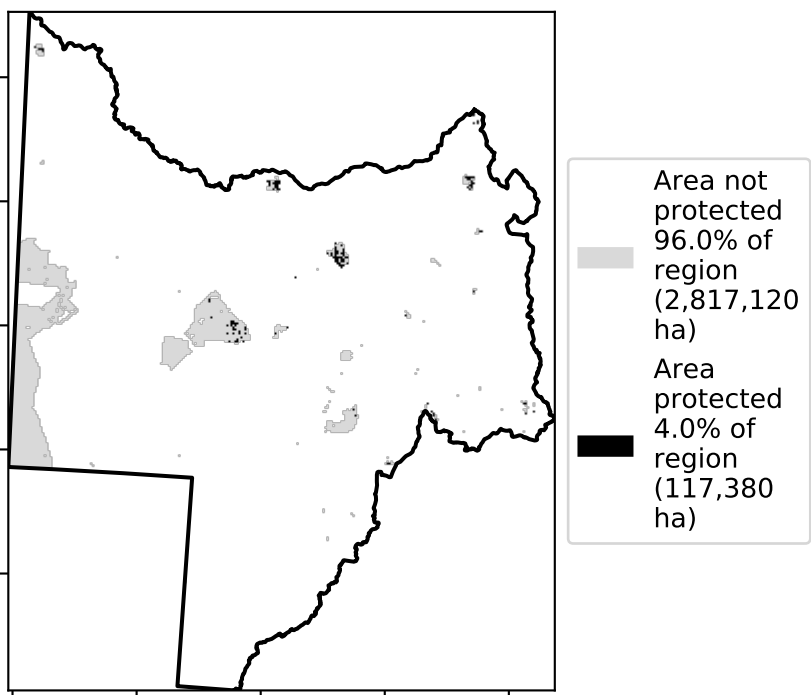 Area not
protected
96.0% of
region
(2,817,120
ha)
Area
protected
4.0% of
region
(117,380
ha)